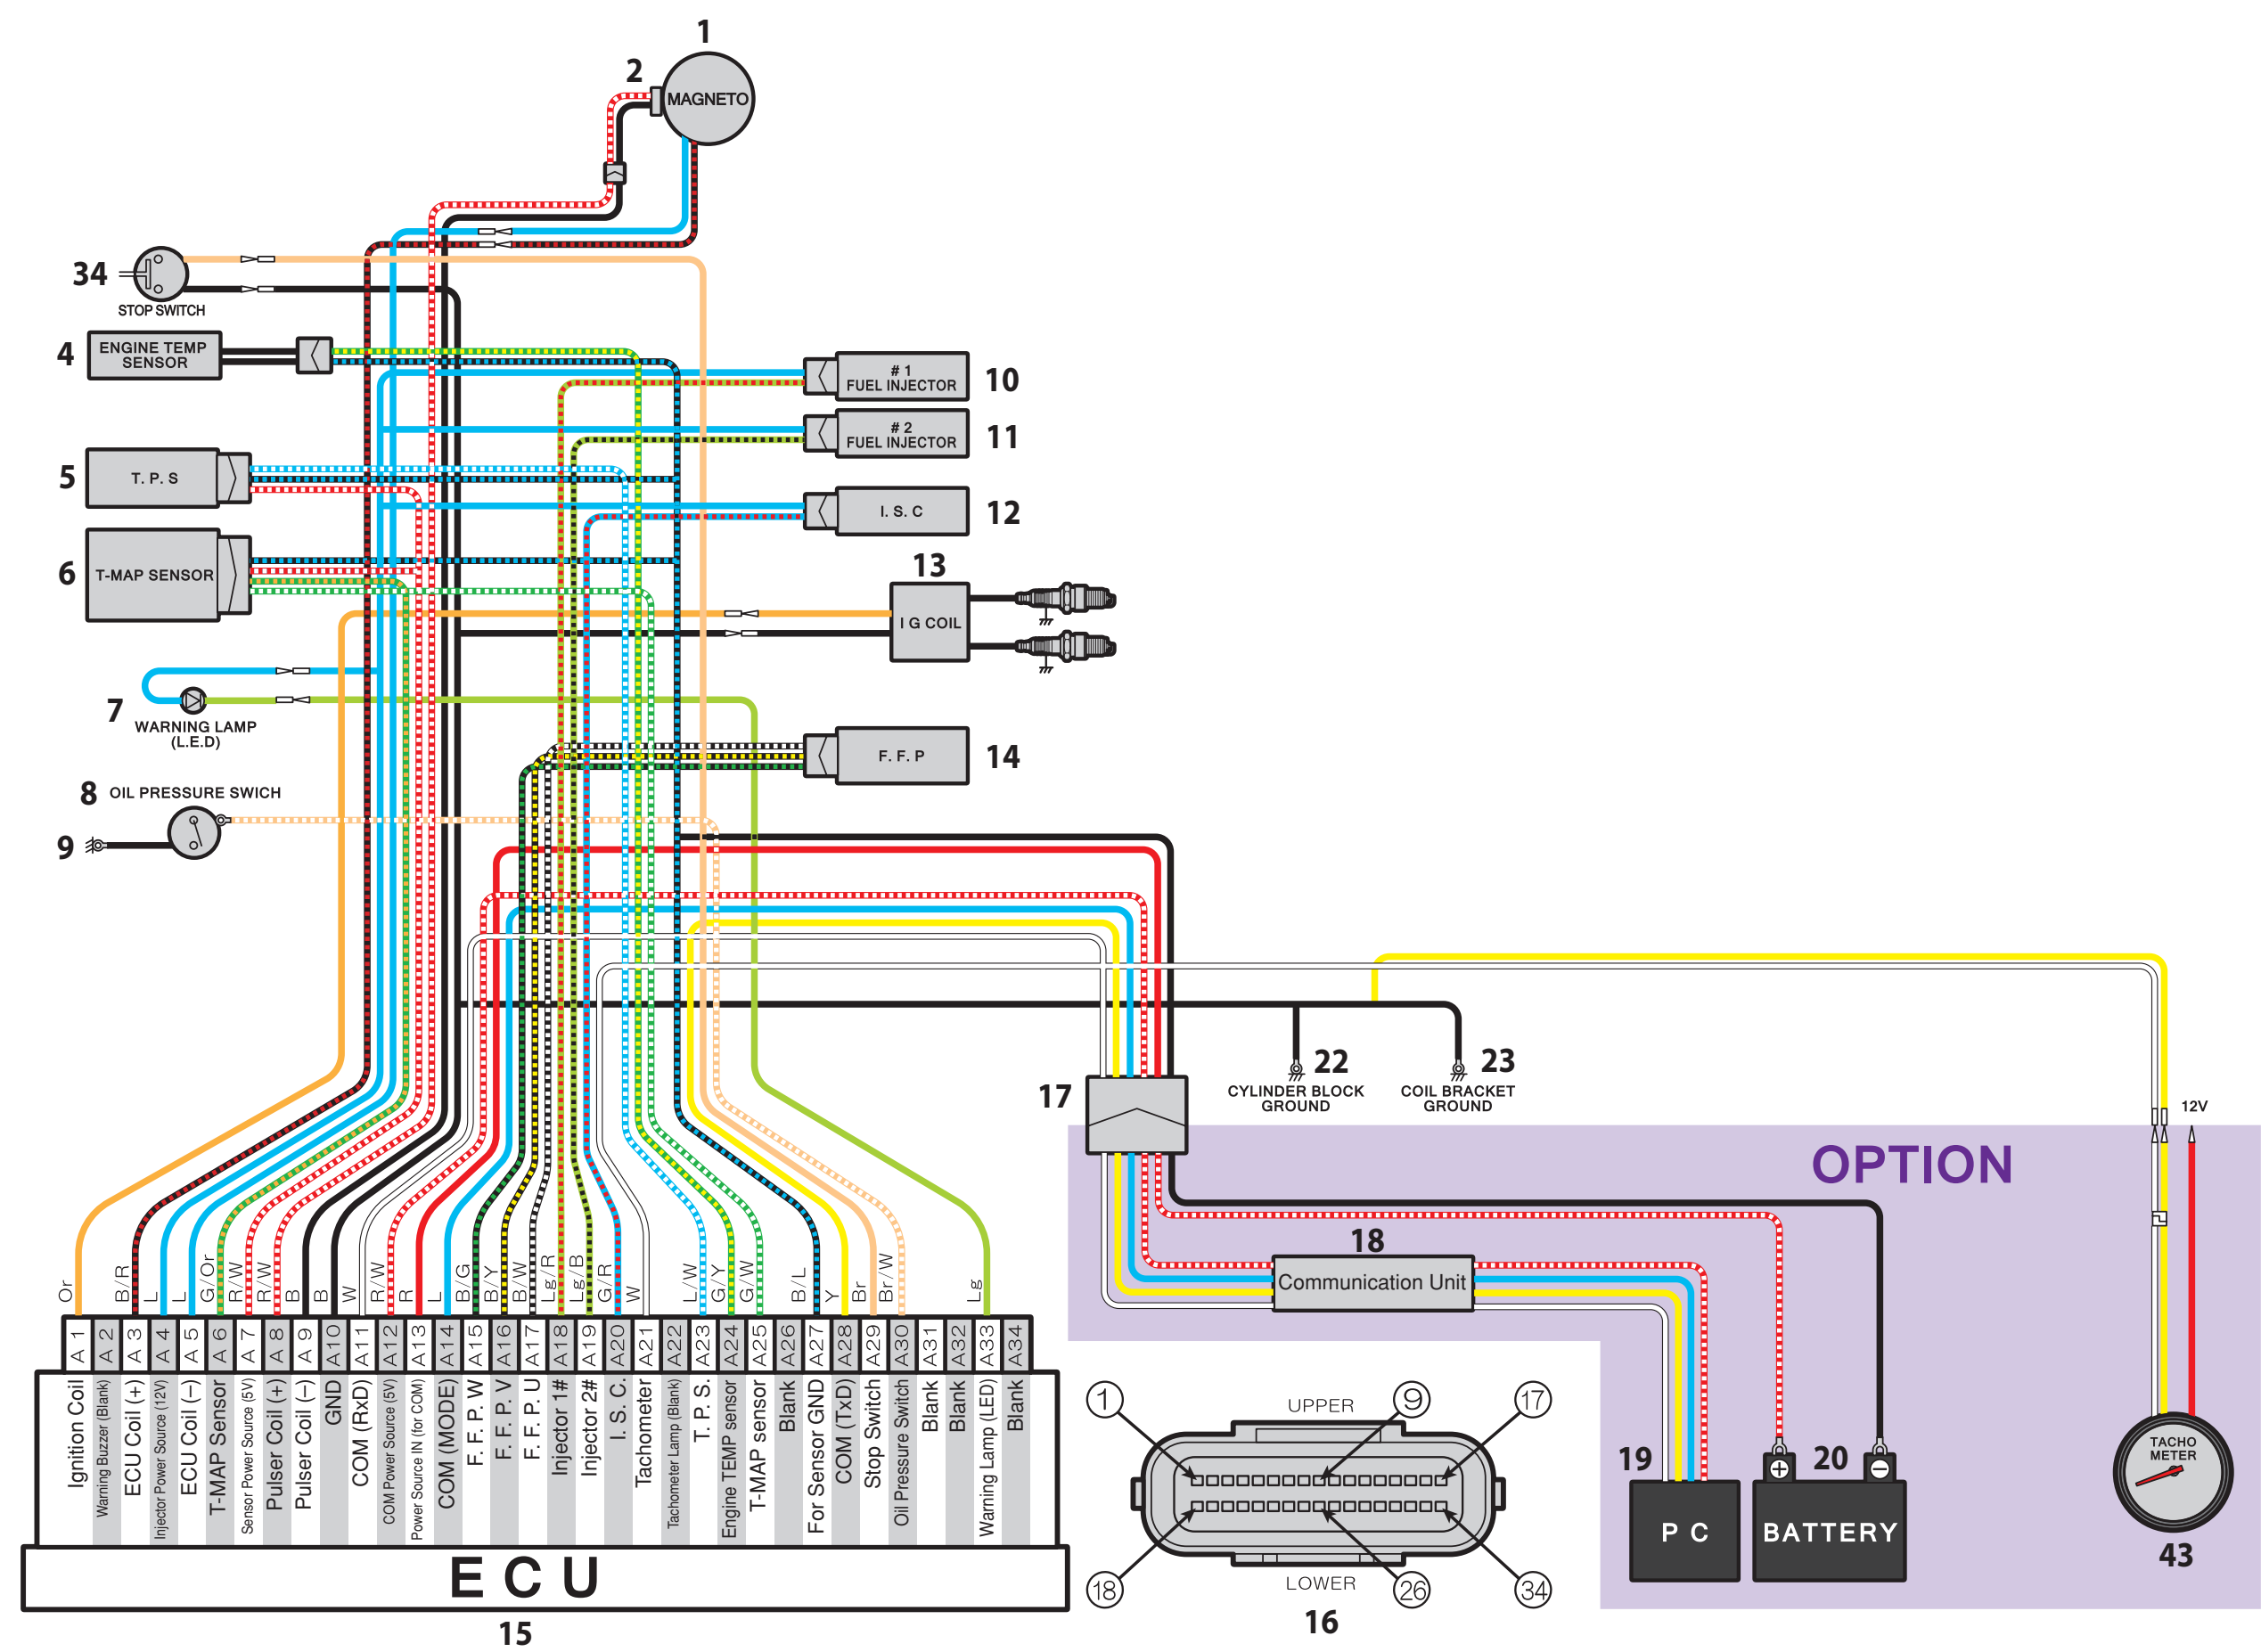 1
2
MAGNETO
34
STOP SWITCH
4
ENGINE TEMP
SENSOR
# 1
FUEL INJECTOR
10
# 2
FUEL INJECTOR
11
5
T. P. S
I. S. C
12
6
T-MAP SENSOR
13
I G COIL
7
WARNING LAMP
(L.E.D)
F. F. P
14
8
OIL PRESSURE SWICH
9
22
CYLINDER BLOCK
GROUND
23
COIL BRACKET
GROUND
17
12V
OPTION
18
Communication Unit
Or
B/R
L
L
G/Or
R/W
R/W
B
B
W
R/W
R
L
B/G
B/Y
B/W
Lg/R
Lg/B
G/R
W
L/W
G/Y
G/W
B/L
Y
Br
Br/W
Lg
A 1
A 2
A 3
A 4
A 5
A 6
A 7
A 8
A 9
A10
A11
A12
A13
A14
A15
A16
A17
A18
A19
A20
A21
A22
A23
A24
A25
A26
A27
A28
A29
A30
A31
A32
A33
A34
Ignition Coil
Warning Buzzer (Blank)
ECU Coil (+)
Injector Power Source (12V)
ECU Coil (–)
T-MAP Sensor
Sensor Power Source (5V)
Pulser Coil (+)
Pulser Coil (–)
GND
COM (RxD)
COM Power Source (5V)
Power Source IN (for COM)
COM (MODE)
F. F. P. W
F. F. P. V
F. F. P. U
Injector 1#
Injector 2#
I. S. C.
Tachometer
Tachometer Lamp (Blank)
T. P. S.
Engine TEMP sensor
T-MAP sensor
Blank
For Sensor GND
COM (TxD)
Stop Switch
Oil Pressure Switch
Blank
Blank
Warning Lamp (LED)
Blank
E C U
15
1
UPPER
9
17
18
LOWER
26
34
16
19
P C
20
+
−
BATTERY
TACHO
METER
43